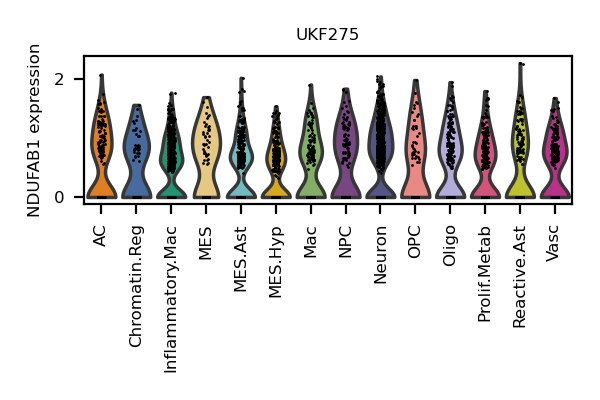 UKF275
NDUFAB1 expression
2
0
AC
Chromatin.Reg
Inflammatory.Mac
MES
MES.Ast
MES.Hyp
Mac
NPC
Neuron
OPC
Oligo
Prolif.Metab
Reactive.Ast
Vasc